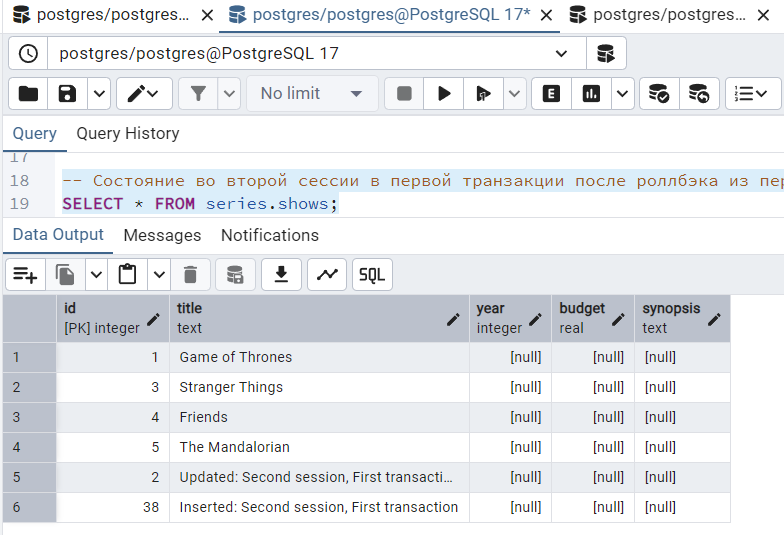 postgres/postgres... postgres/postgres@PostgreSQL 17* postgres/postgres...
postgres/postgres@PostgreSQL 17
No limit
E
Query Query History
17
18 -- Состояние во второй сессии в первой транзакции после роллбэка из пер
19 SELECT * FROM series.shows;
Data Output Messages Notifications
SQL
id title year budget synopsis
[PK] integer text integer real text
1 1 Game of Thrones [null] [null] [null]
2 3 Stranger Things [null] [null] [null]
3 4 Friends [null] [null] [null]
4 5 The Mandalorian [null] [null] [null]
5 2 Updated: Second session, First transacti... [null] [null] [null]
6 38 Inserted: Second session, First transaction [null] [null] [null]